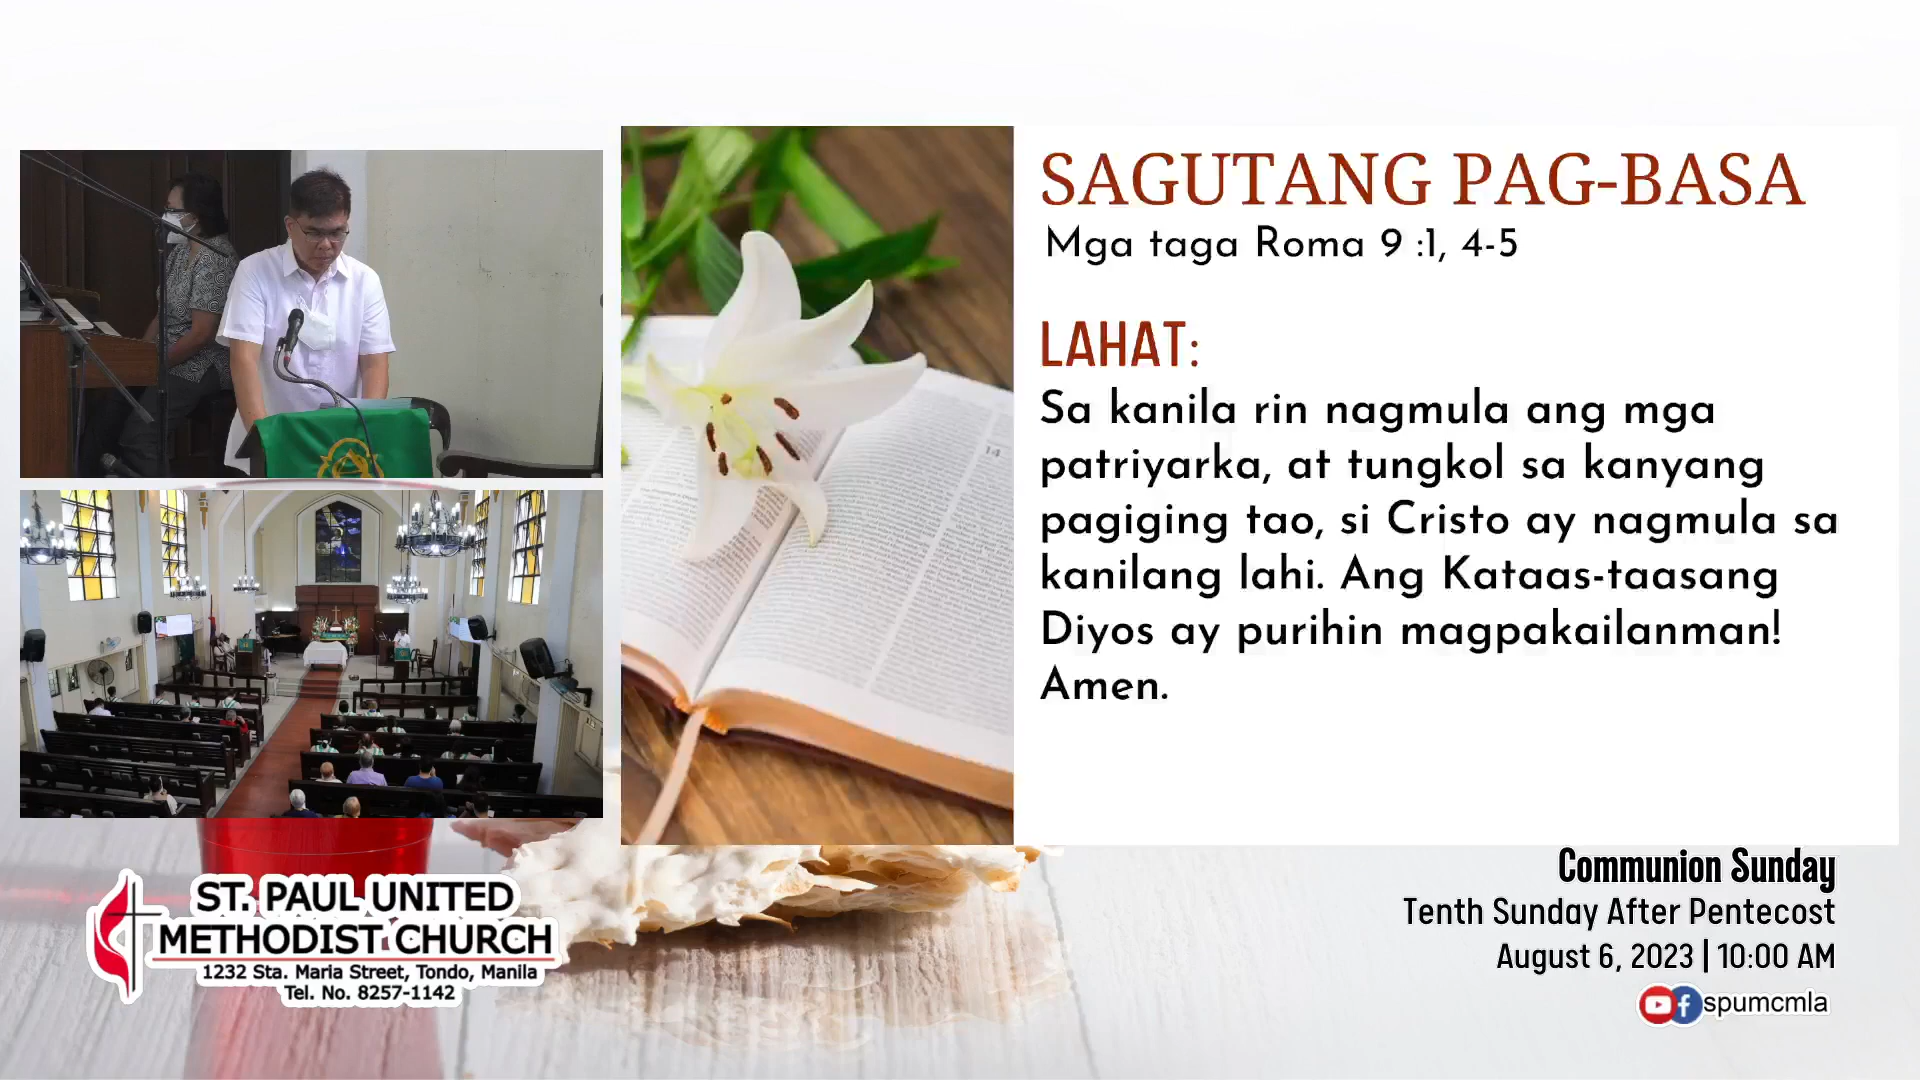 SAGUTANG PAG-BASA
Mga taga Roma 9 :1, 4-5
LAHAT:
Sa kanila rin nagmula ang mga
patriyarka, at tungkol sa kanyang
pagiging tao, si Cristo ay nagmula sa
kanilang lahi. Ang Kataas-taasang
Diyos ay purihin magpakailanman!
Amen.
14
ST. PAUL UNITED
METHODIST CHURCH
1232 Sta. Maria Street, Tondo, Manila
Tel. No. 8257-1142
Communion Sunday
Tenth Sunday After Pentecost
August 6, 2023 | 10:00 AM
spumcmla